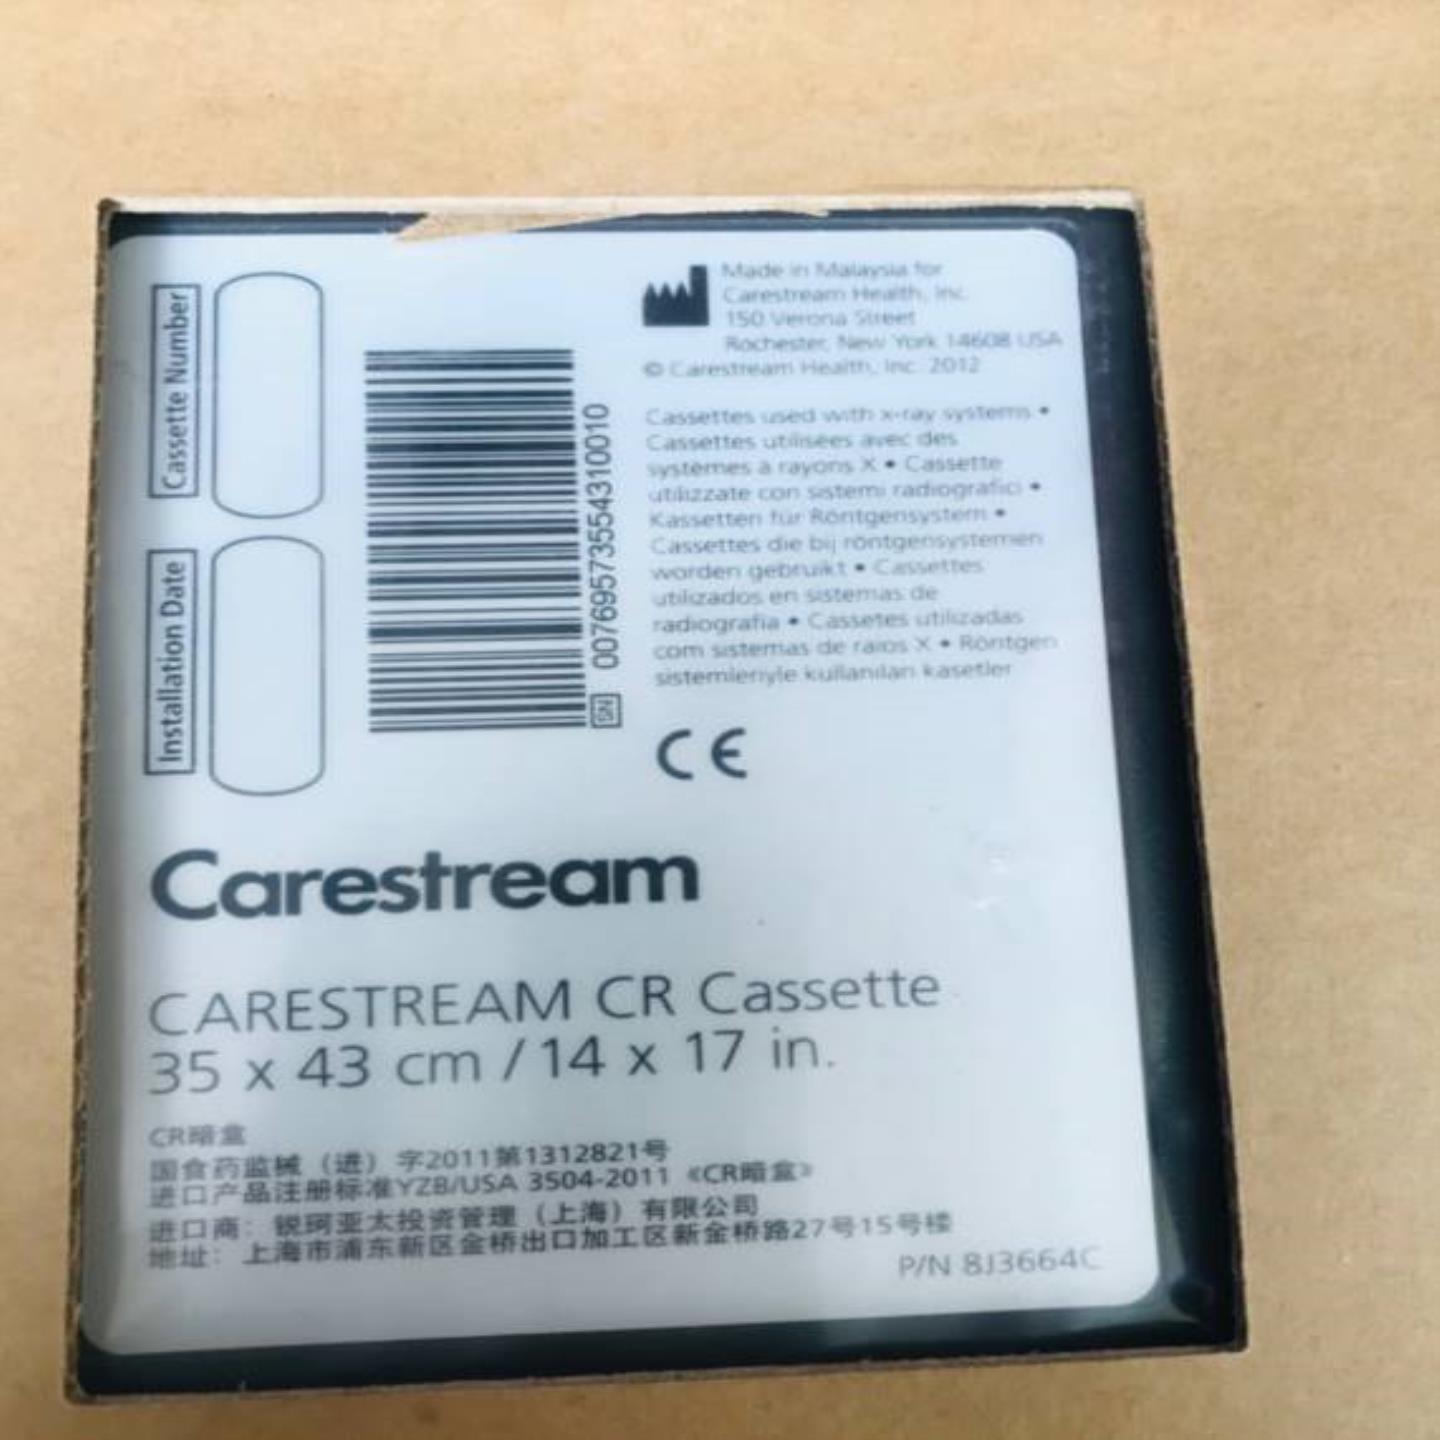 Cassette Number
Installation Date
SN 00769573554310010
Made in Malaysia for
Carestream Health, Inc.
150 Verona Street
Rochester, New York 14608 USA
© Carestream Health, Inc. 2012
Cassettes used with x-ray systems •
Cassettes utilisées avec des
systèmes à rayons X • Cassette
utilizzate con sistemi radiografici •
Kassetten für Röntgensystem •
Cassettes die bij röntgensystemen
worden gebruikt • Cassettes
utilizados en sistemas de
radiografia • Cassetes utilizadas
com sistemas de raios X • Röntgen
sistemleriyle kullanılan kasetler
CE
Carestream
CARESTREAM CR Cassette
35 x 43 cm / 14 x 17 in.
CR暗盒
国食药监械（进）字2011第1312821号
进口产品注册标准YZB/USA 3504-2011《CR暗盒》
进口商：锐珂亚太投资管理（上海）有限公司
地址：上海市浦东新区金桥出口加工区新金桥路27号15号楼
P/N 8J3664C